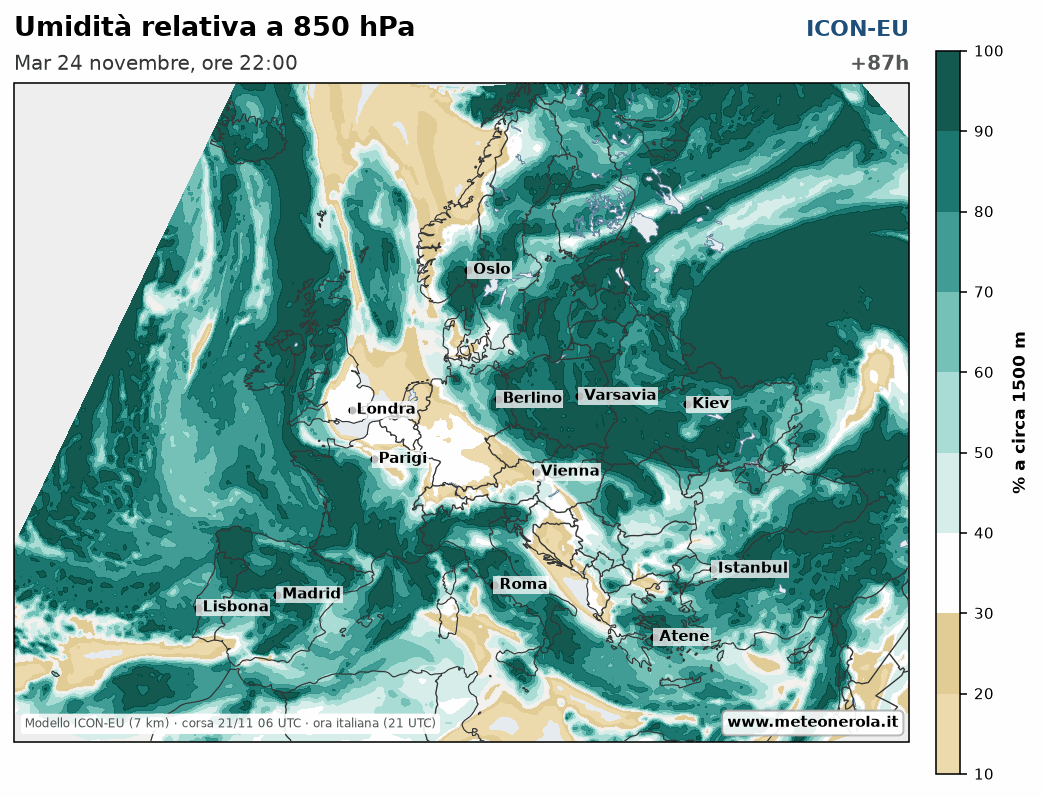 Umidità relativa a 850 hPa
ICON-EU
Mar 24 novembre, ore 22:00
+87h
Oslo
Berlino
Varsavia
Kiev
Londra
Parigi
Vienna
Istanbul
Roma
Madrid
Lisbona
Atene
Modello ICON-EU (7 km) · corsa 21/11 06 UTC · ora italiana (21 UTC)
www.meteonerola.it
100
90
80
70
60
50
40
30
20
10
% a circa 1500 m